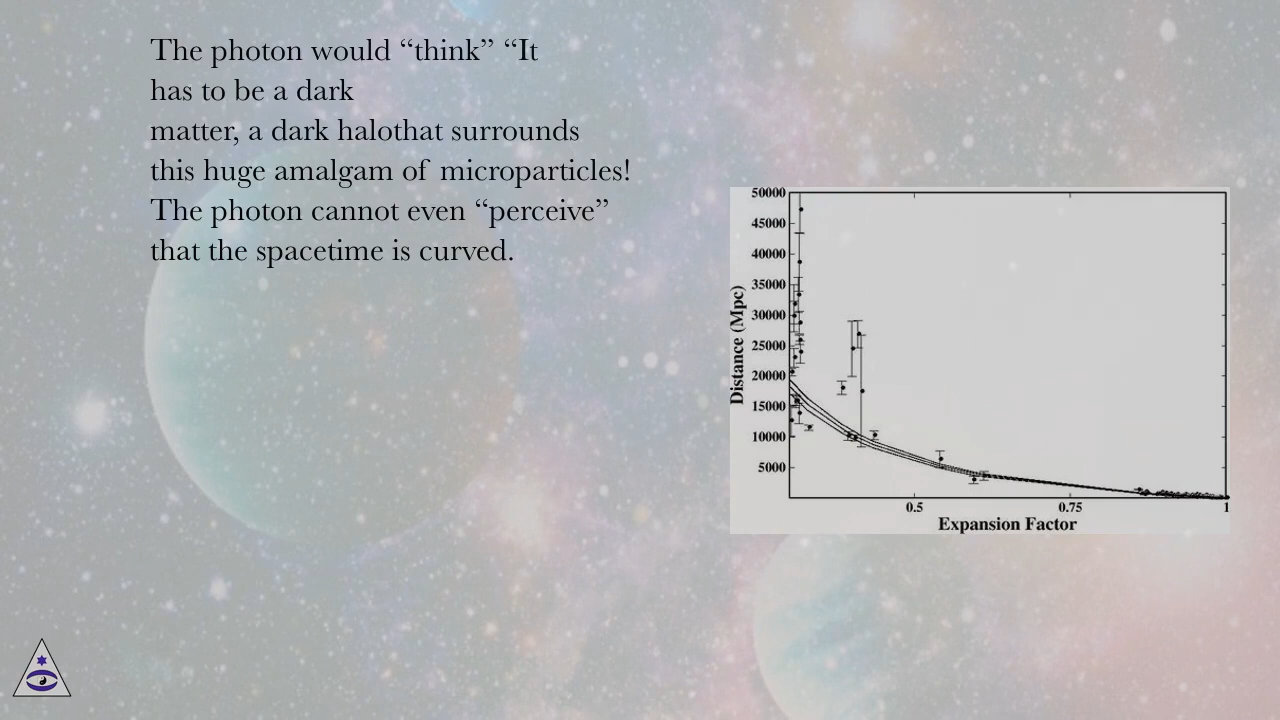 The photon would “think” “It
has to be a dark
matter, a dark halothat surrounds
this huge amalgam of microparticles!
The photon cannot even “perceive”
that the spacetime is curved.
50000
45000
40000
35000
30000
25000
20000
15000
10000
5000
Distance (Mpc)
0.5
0.75
1
Expansion Factor